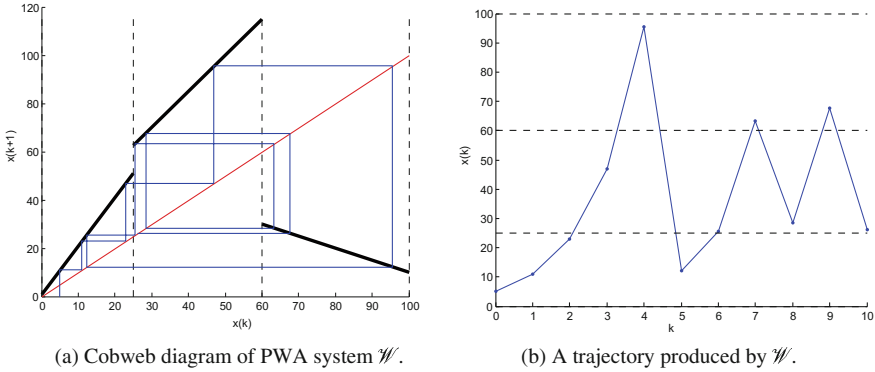 120
100
80
60
40
20
0
x(k+1)
0 10 20 30 40 50 60 70 80 90 100
x(k)
100
90
80
70
60
50
40
30
20
10
0
x(k)
0 1 2 3 4 5 6 7 8 9 10
k
(a) Cobweb diagram of PWA system 𝒲.
(b) A trajectory produced by 𝒲.